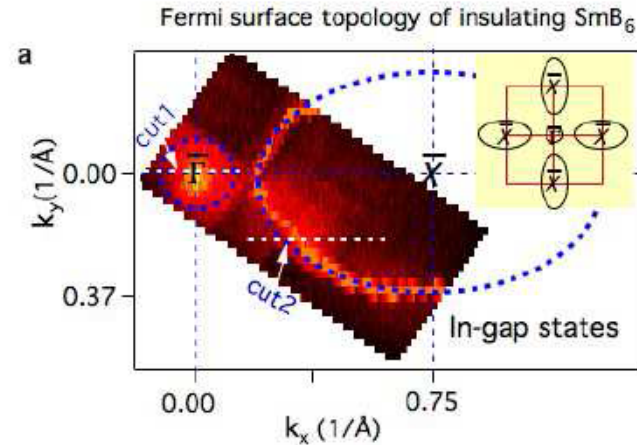 Fermi surface topology of insulating SmB₆
a
X̄
X̄ Γ̄ X̄
X̄
cut1
Γ̄
X̄
0.00
k_y(1/Å)
cut2
0.37
In-gap states
0.00
0.75
k_x (1/Å)